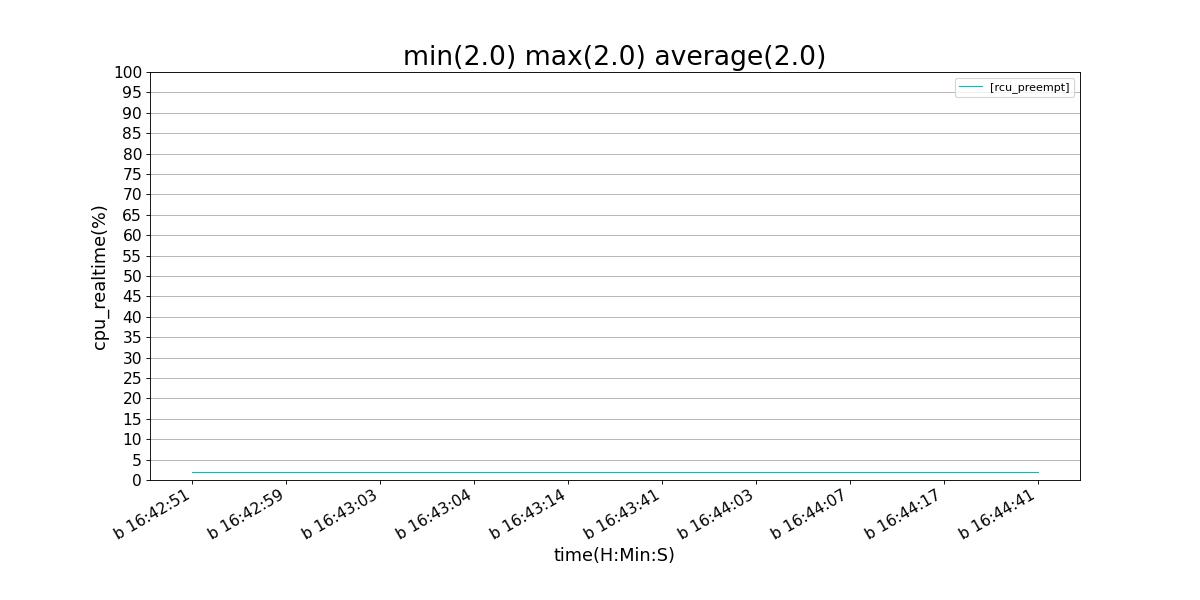 min(2.0) max(2.0) average(2.0)
[rcu_preempt]
100
95
90
85
80
75
70
65
60
55
50
45
40
35
30
25
20
15
10
5
0
cpu_realtime(%)
b 16:42:51
b 16:42:59
b 16:43:03
b 16:43:04
b 16:43:14
b 16:43:41
b 16:44:03
b 16:44:07
b 16:44:17
b 16:44:41
time(H:Min:S)